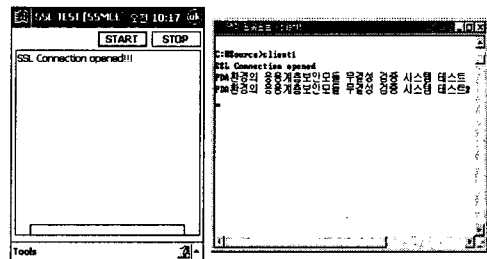 SSL TEST [SSMLC 오전 10:17 ok
START STOP
SSL Connection opened!!!
Tools
C:\Source>client1
SSL Connection opened
PDA환경의 응용계층보안모듈 무결성 검증 시스템 테스트
PDA환경의 응용계층보안모듈 무결성 검증 시스템 테스트2